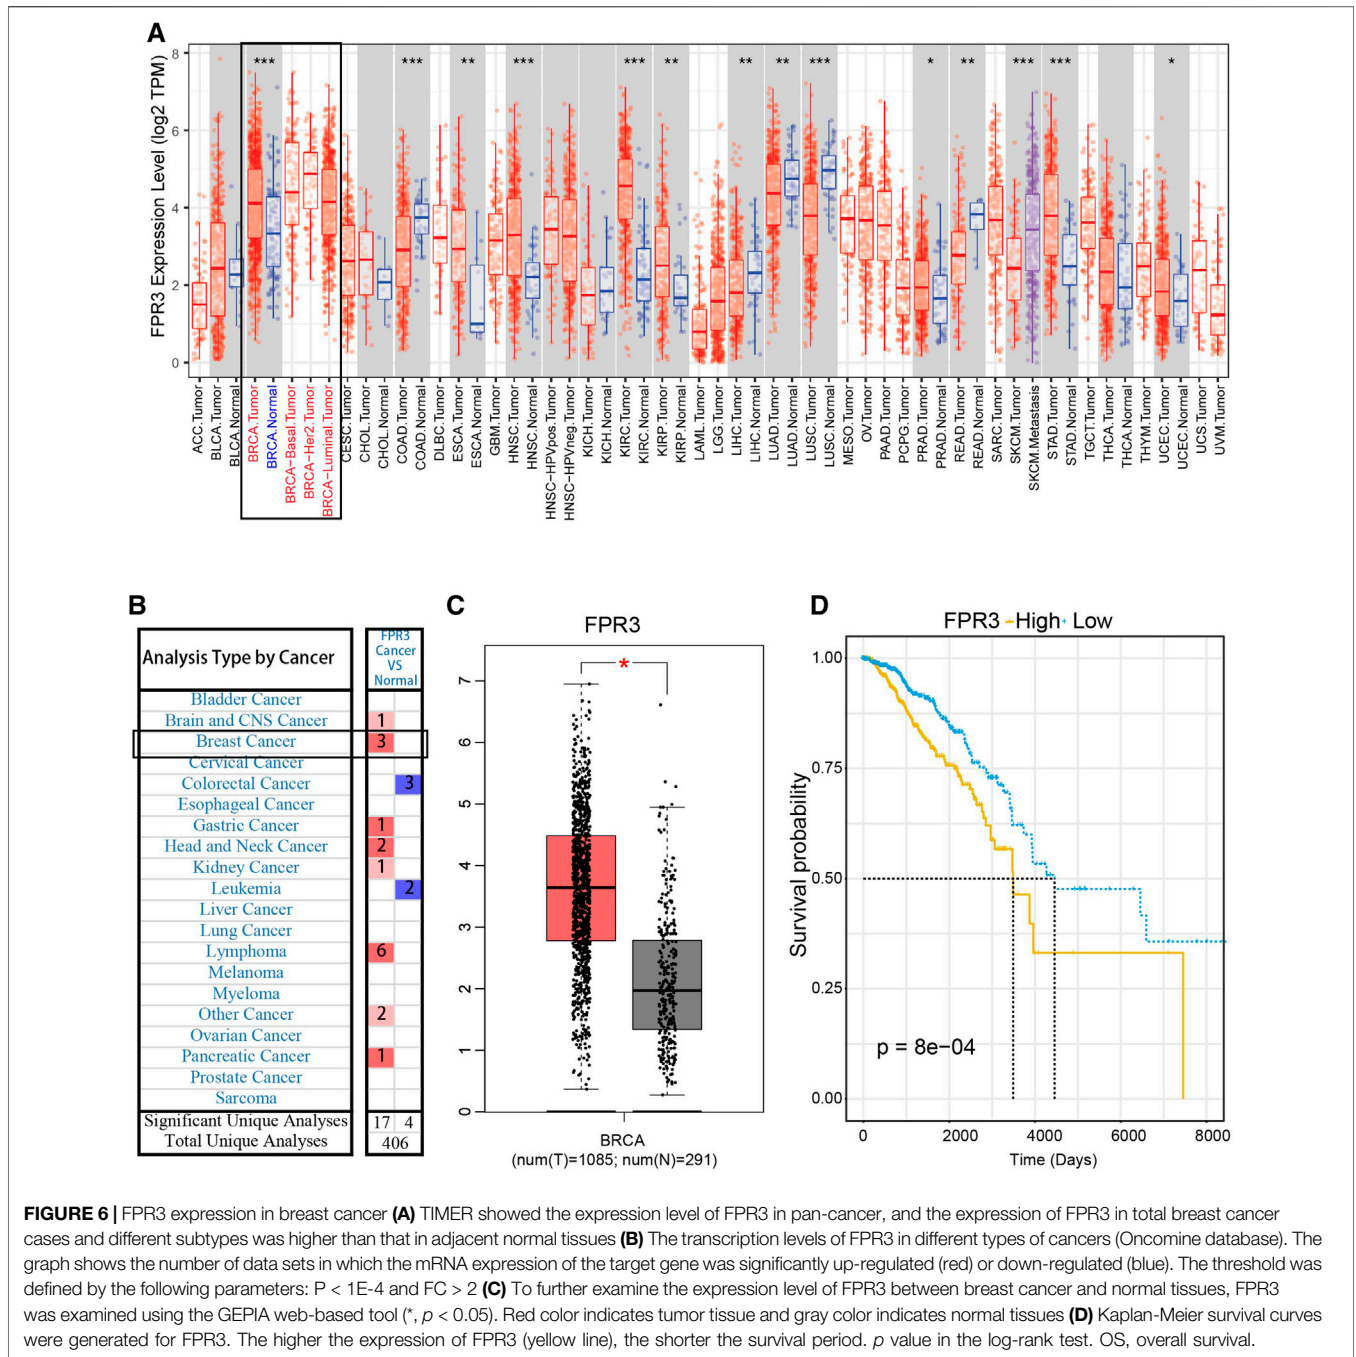 A
FPR3 Expression Level (log2 TPM)
8
6
4
2
0
*** *** ** *** *** ** ** ** *** * ** *** *** *
ACC.Tumor
BLCA.Tumor
BLCA.Normal
BRCA.Tumor
BRCA.Normal
BRCA-Basal.Tumor
BRCA-Her2.Tumor
BRCA-Luminal.Tumor
CESC.Tumor
CHOL.Tumor
CHOL.Normal
COAD.Tumor
COAD.Normal
DLBC.Tumor
ESCA.Tumor
ESCA.Normal
GBM.Tumor
HNSC.Tumor
HNSC.Normal
HNSC-HPVpos.Tumor
HNSC-HPVneg.Tumor
KICH.Tumor
KICH.Normal
KIRC.Tumor
KIRC.Normal
KIRP.Tumor
KIRP.Normal
LAML.Tumor
LGG.Tumor
LIHC.Tumor
LIHC.Normal
LUAD.Tumor
LUAD.Normal
LUSC.Tumor
LUSC.Normal
MESO.Tumor
OV.Tumor
PAAD.Tumor
PCPG.Tumor
PRAD.Tumor
PRAD.Normal
READ.Tumor
READ.Normal
SARC.Tumor
SKCM.Tumor
SKCM.Metastasis
STAD.Tumor
STAD.Normal
TGCT.Tumor
THCA.Tumor
THCA.Normal
THYM.Tumor
UCEC.Tumor
UCEC.Normal
UCS.Tumor
UVM.Tumor
B
Analysis Type by Cancer
FPR3
Cancer
VS
Normal
Bladder Cancer
Brain and CNS Cancer 1
Breast Cancer 3
Cervical Cancer
Colorectal Cancer 3
Esophageal Cancer
Gastric Cancer 1
Head and Neck Cancer 2
Kidney Cancer 1
Leukemia 2
Liver Cancer
Lung Cancer
Lymphoma 6
Melanoma
Myeloma
Other Cancer 2
Ovarian Cancer
Pancreatic Cancer 1
Prostate Cancer
Sarcoma
Significant Unique Analyses 17 4
Total Unique Analyses 406
C
FPR3
*
7
6
5
4
3
2
1
0
BRCA
(num(T)=1085; num(N)=291)
D
FPR3 High Low
Survival probability
1.00
0.75
0.50
0.25
0.00
p = 8e-04
0 2000 4000 6000 8000
Time (Days)
FIGURE 6 | FPR3 expression in breast cancer (A) TIMER showed the expression level of FPR3 in pan-cancer, and the expression of FPR3 in total breast cancer
cases and different subtypes was higher than that in adjacent normal tissues (B) The transcription levels of FPR3 in different types of cancers (Oncomine database). The
graph shows the number of data sets in which the mRNA expression of the target gene was significantly up-regulated (red) or down-regulated (blue). The threshold was
defined by the following parameters: P < 1E-4 and FC > 2 (C) To further examine the expression level of FPR3 between breast cancer and normal tissues, FPR3
was examined using the GEPIA web-based tool (*, p < 0.05). Red color indicates tumor tissue and gray color indicates normal tissues (D) Kaplan-Meier survival curves
were generated for FPR3. The higher the expression of FPR3 (yellow line), the shorter the survival period. p value in the log-rank test. OS, overall survival.